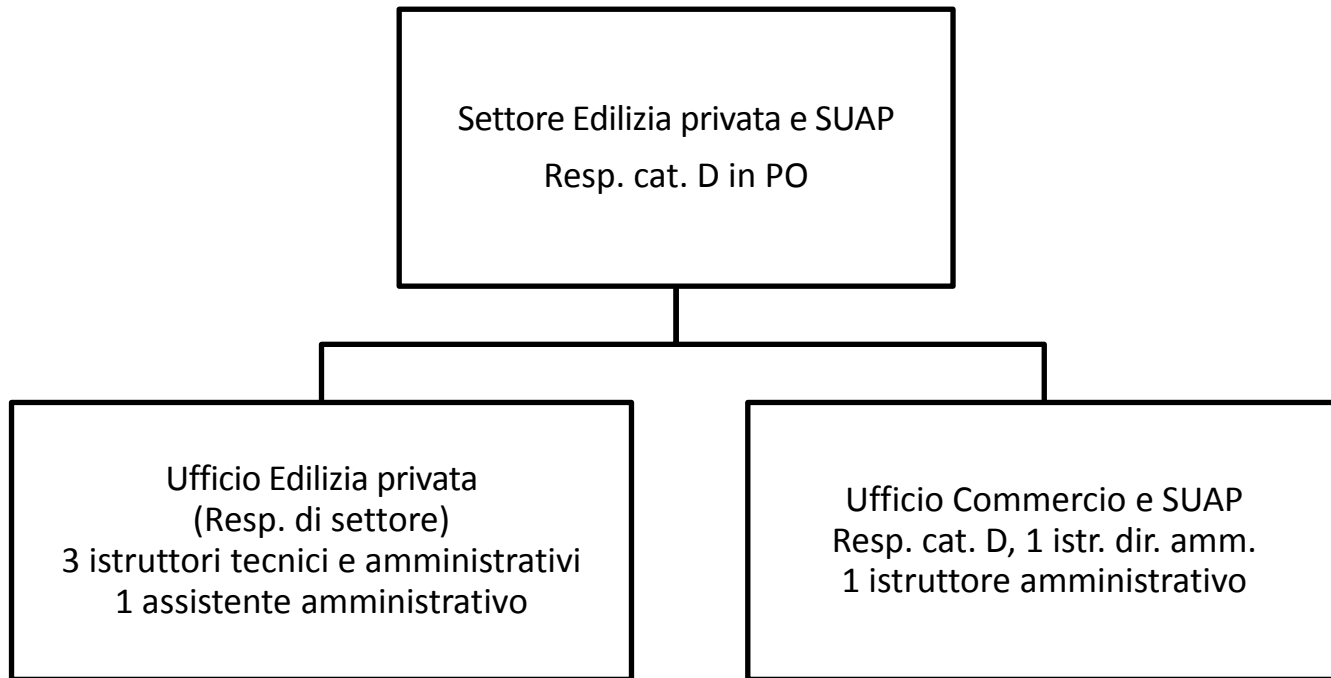 Settore Edilizia privata e SUAP
Resp. cat. D in PO
Ufficio Edilizia privata
(Resp. di settore)
3 istruttori tecnici e amministrativi
1 assistente amministrativo
Ufficio Commercio e SUAP
Resp. cat. D, 1 istr. dir. amm.
1 istruttore amministrativo